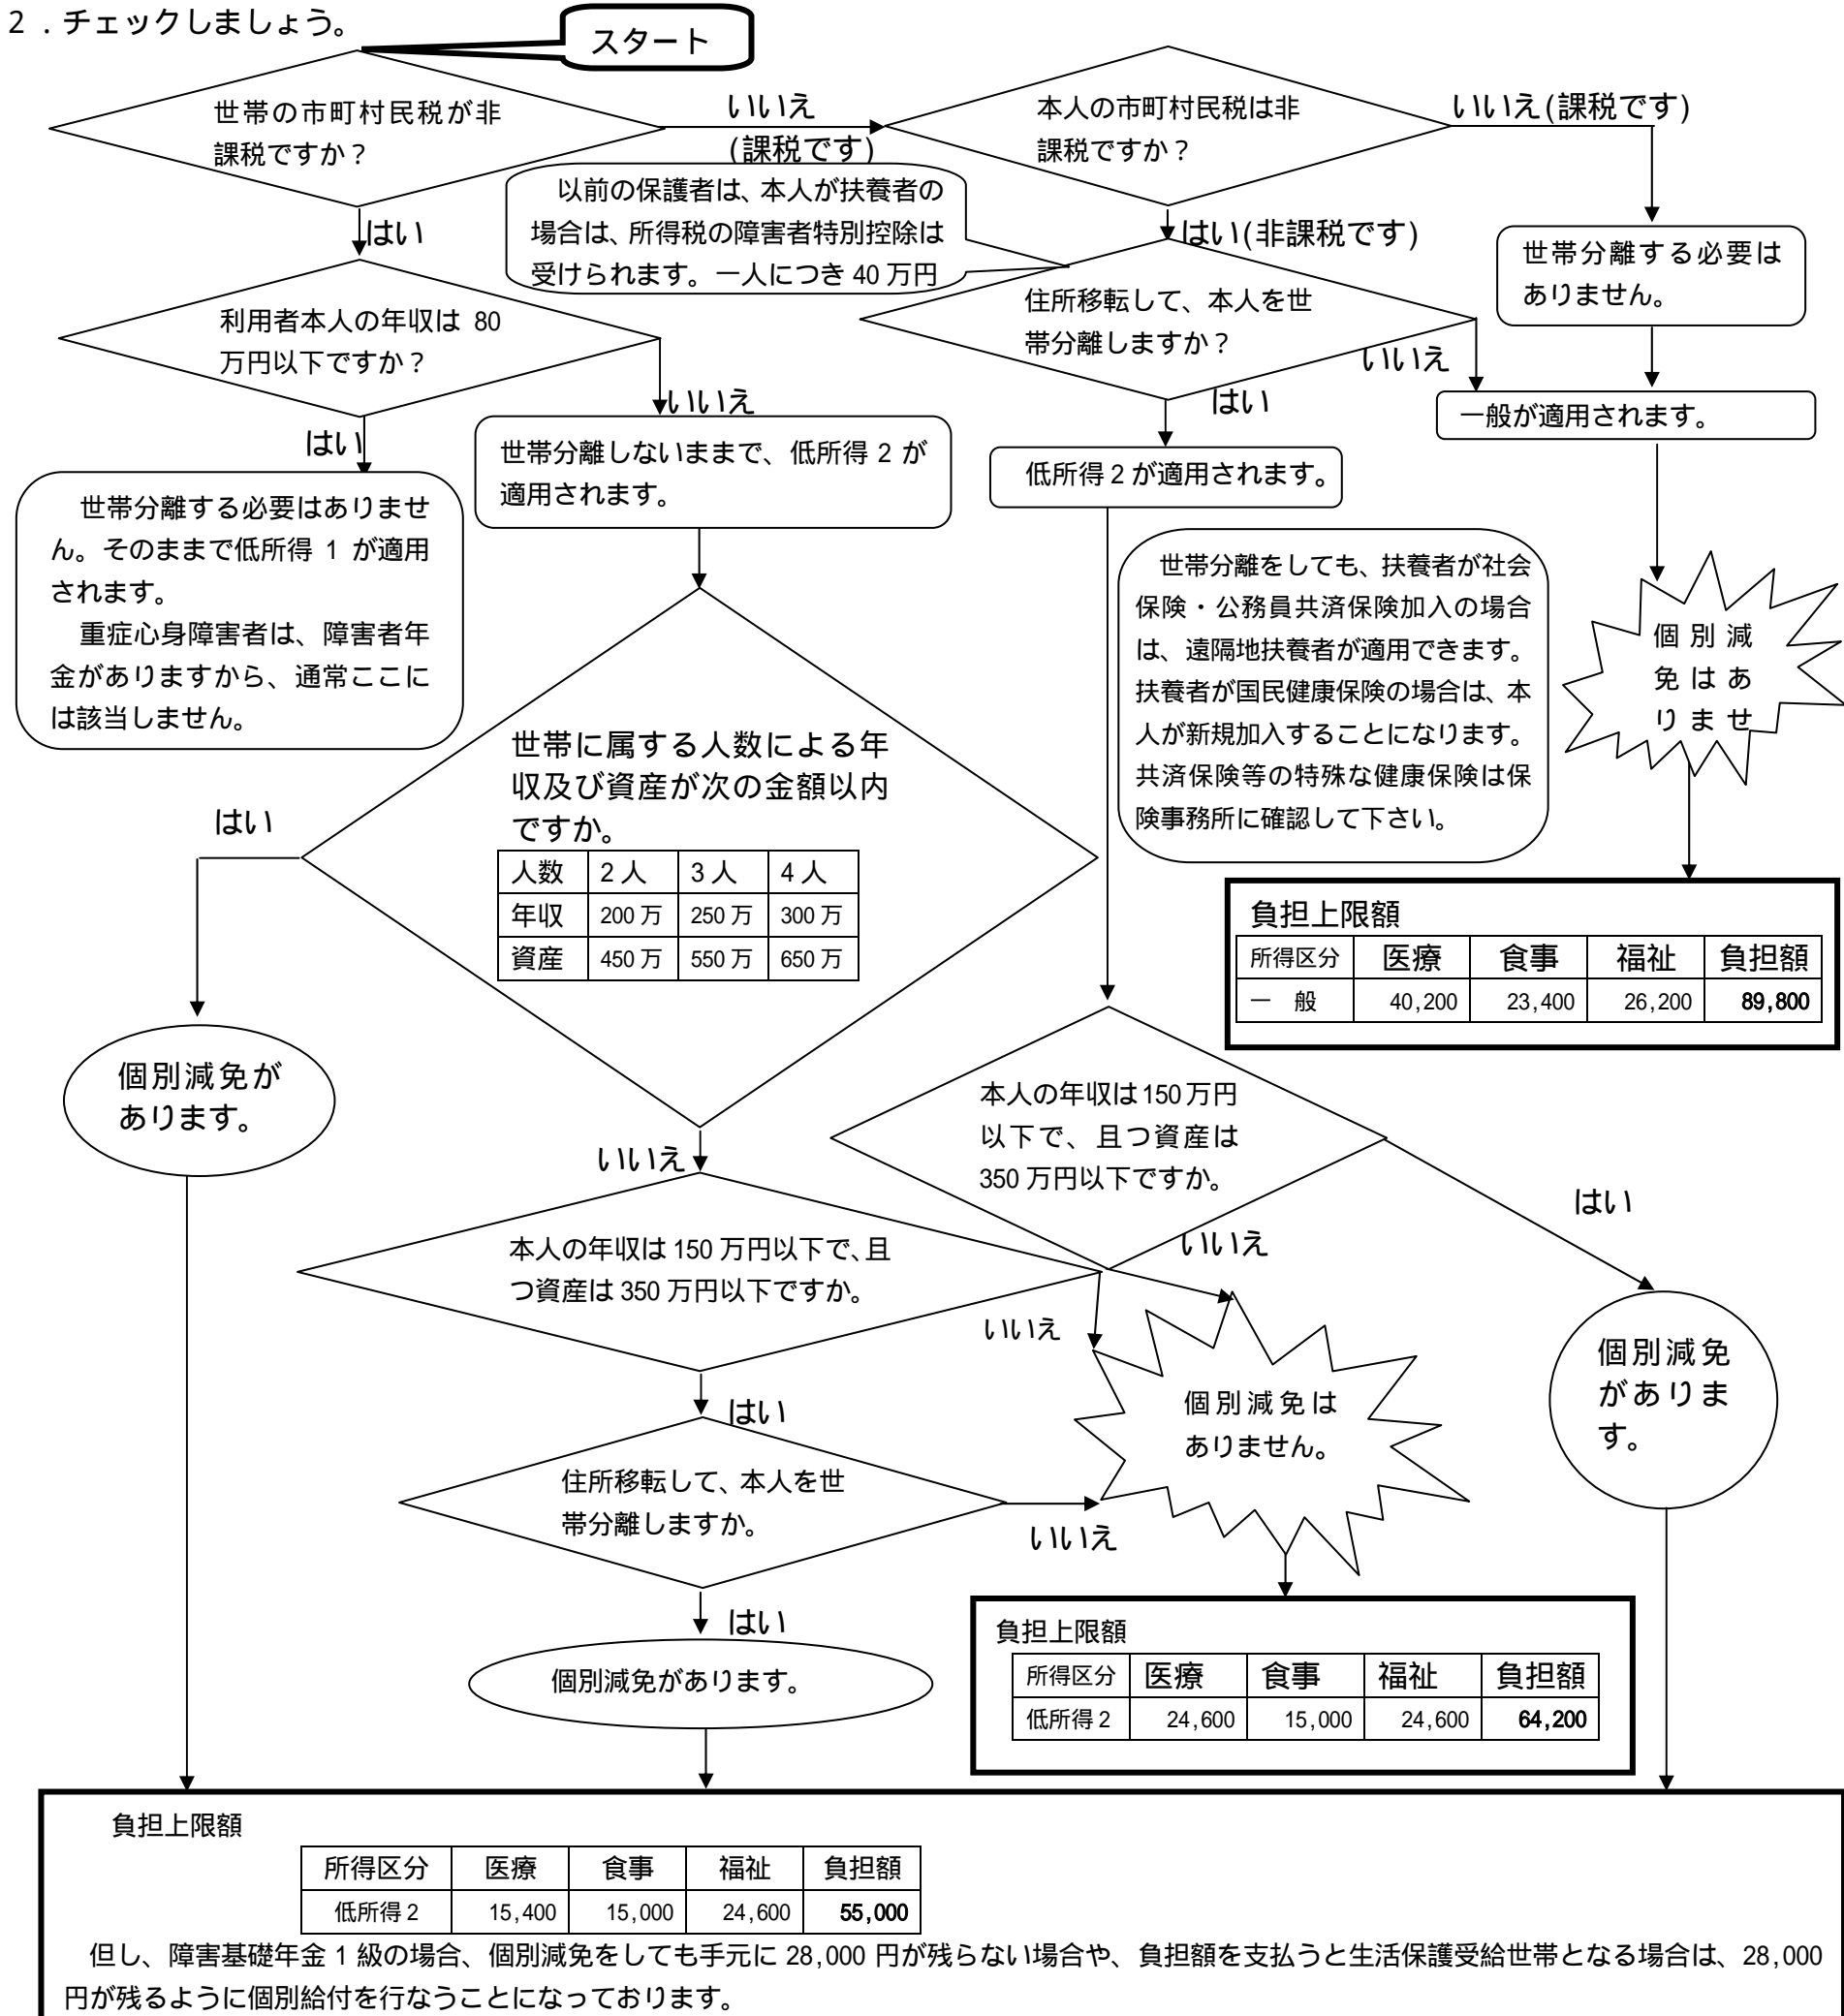 2．チェックしましょう。
スタート
世帯の市町村民税が非
課税ですか？
いいえ
(課税です)
本人の市町村民税は非
課税ですか？
いいえ(課税です)
以前の保護者は、本人が扶養者の
場合は、所得税の障害者特別控除は
受けられます。一人につき 40 万円
はい
はい(非課税です)
世帯分離する必要は
ありません。
利用者本人の年収は 80
万円以下ですか？
住所移転して、本人を世
帯分離しますか？
いいえ
いいえ
はい
一般が適用されます。
はい
世帯分離しないままで、低所得 2 が
適用されます。
低所得 2 が適用されます。
世帯分離する必要はありませ
ん。そのままで低所得 1 が適用
されます。
重症心身障害者は、障害者年
金がありますから、通常ここに
は該当しません。
世帯分離をしても、扶養者が社会
保険・公務員共済保険加入の場合
は、遠隔地扶養者が適用できます。
扶養者が国民健康保険の場合は、本
人が新規加入することになります。
共済保険等の特殊な健康保険は保
険事務所に確認して下さい。
個別減
免はあ
りませ
世帯に属する人数による年
収及び資産が次の金額以内
ですか。
はい
人数 2人 3人 4人
年収 200万 250万 300万
資産 450万 550万 650万
負担上限額
所得区分 医療 食事 福祉 負担額
一 般 40,200 23,400 26,200 89,800
個別減免が
あります。
本人の年収は 150 万円
以下で、且つ資産は
350 万円以下ですか。
いいえ
はい
いいえ
本人の年収は 150 万円以下で、且
つ資産は 350 万円以下ですか。
いいえ
個別減免
がありま
す。
はい
個別減免は
ありません。
住所移転して、本人を世
帯分離しますか。
いいえ
はい
個別減免があります。
負担上限額
所得区分 医療 食事 福祉 負担額
低所得 2 24,600 15,000 24,600 64,200
負担上限額
所得区分 医療 食事 福祉 負担額
低所得 2 15,400 15,000 24,600 55,000
但し、障害基礎年金 1 級の場合、個別減免をしても手元に 28,000 円が残らない場合や、負担額を支払うと生活保護受給世帯となる場合は、28,000
円が残るように個別給付を行なうことになっております。